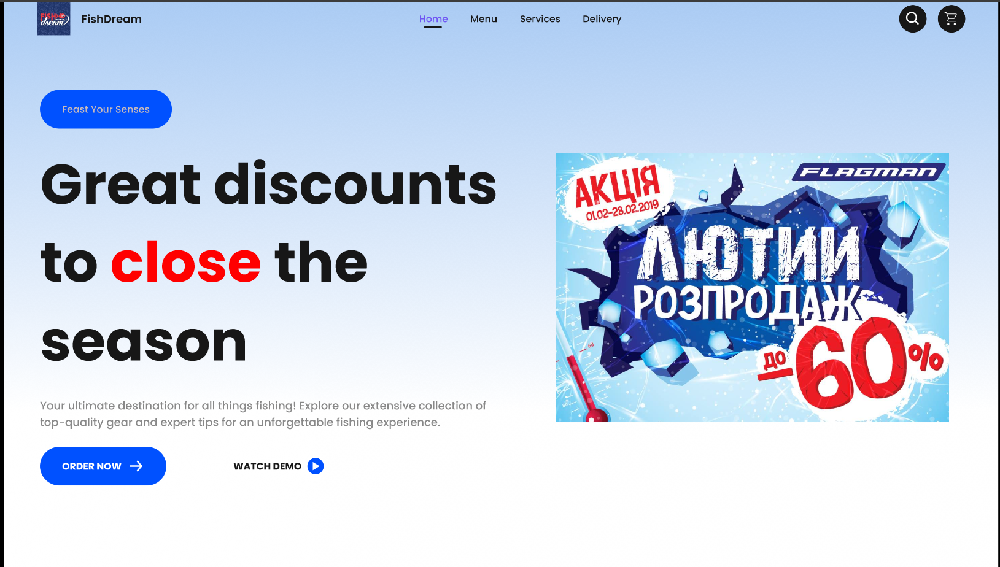 FISH
dream
FishDream
Home
Menu
Services
Delivery
Feast Your Senses
Great discounts
to close the
season
Your ultimate destination for all things fishing! Explore our extensive collection of
top-quality gear and expert tips for an unforgettable fishing experience.
ORDER NOW
WATCH DEMO
АКЦІЯ
01.02-28.02.2019
FLAGMAN
ЛЮТИЙ
РОЗПРОДАЖ
ДО 60%